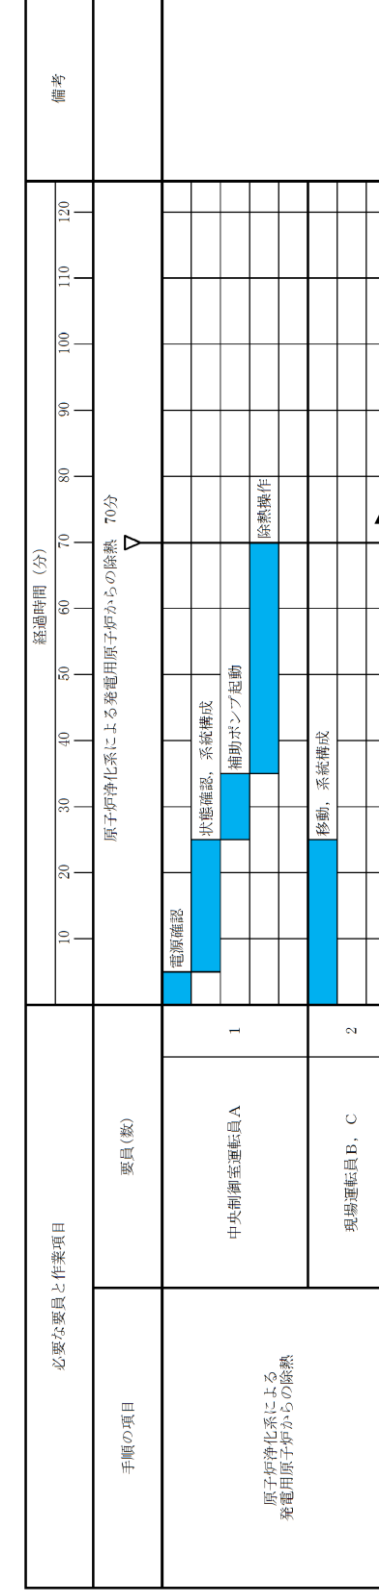 必要な要員と作業項目
経過時間（分）
備考
10 20 30 40 50 60 70 80 90 100 110 120
手順の項目
要員(数)
原子炉浄化系による発電用原子炉からの除熱 70分
原子炉浄化系による
発電用原子炉からの除熱
中央制御室運転員A
1
電源確認
状態確認，系統構成
補助ポンプ起動
除熱操作
現場運転員B，C
2
移動，系統構成